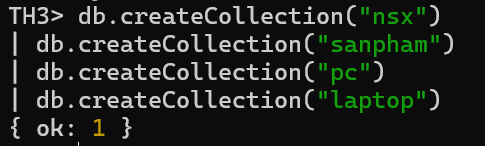 TH3> db.createCollection("nsx")
| db.createCollection("sanpham")
| db.createCollection("pc")
| db.createCollection("laptop")
{ ok: 1 }